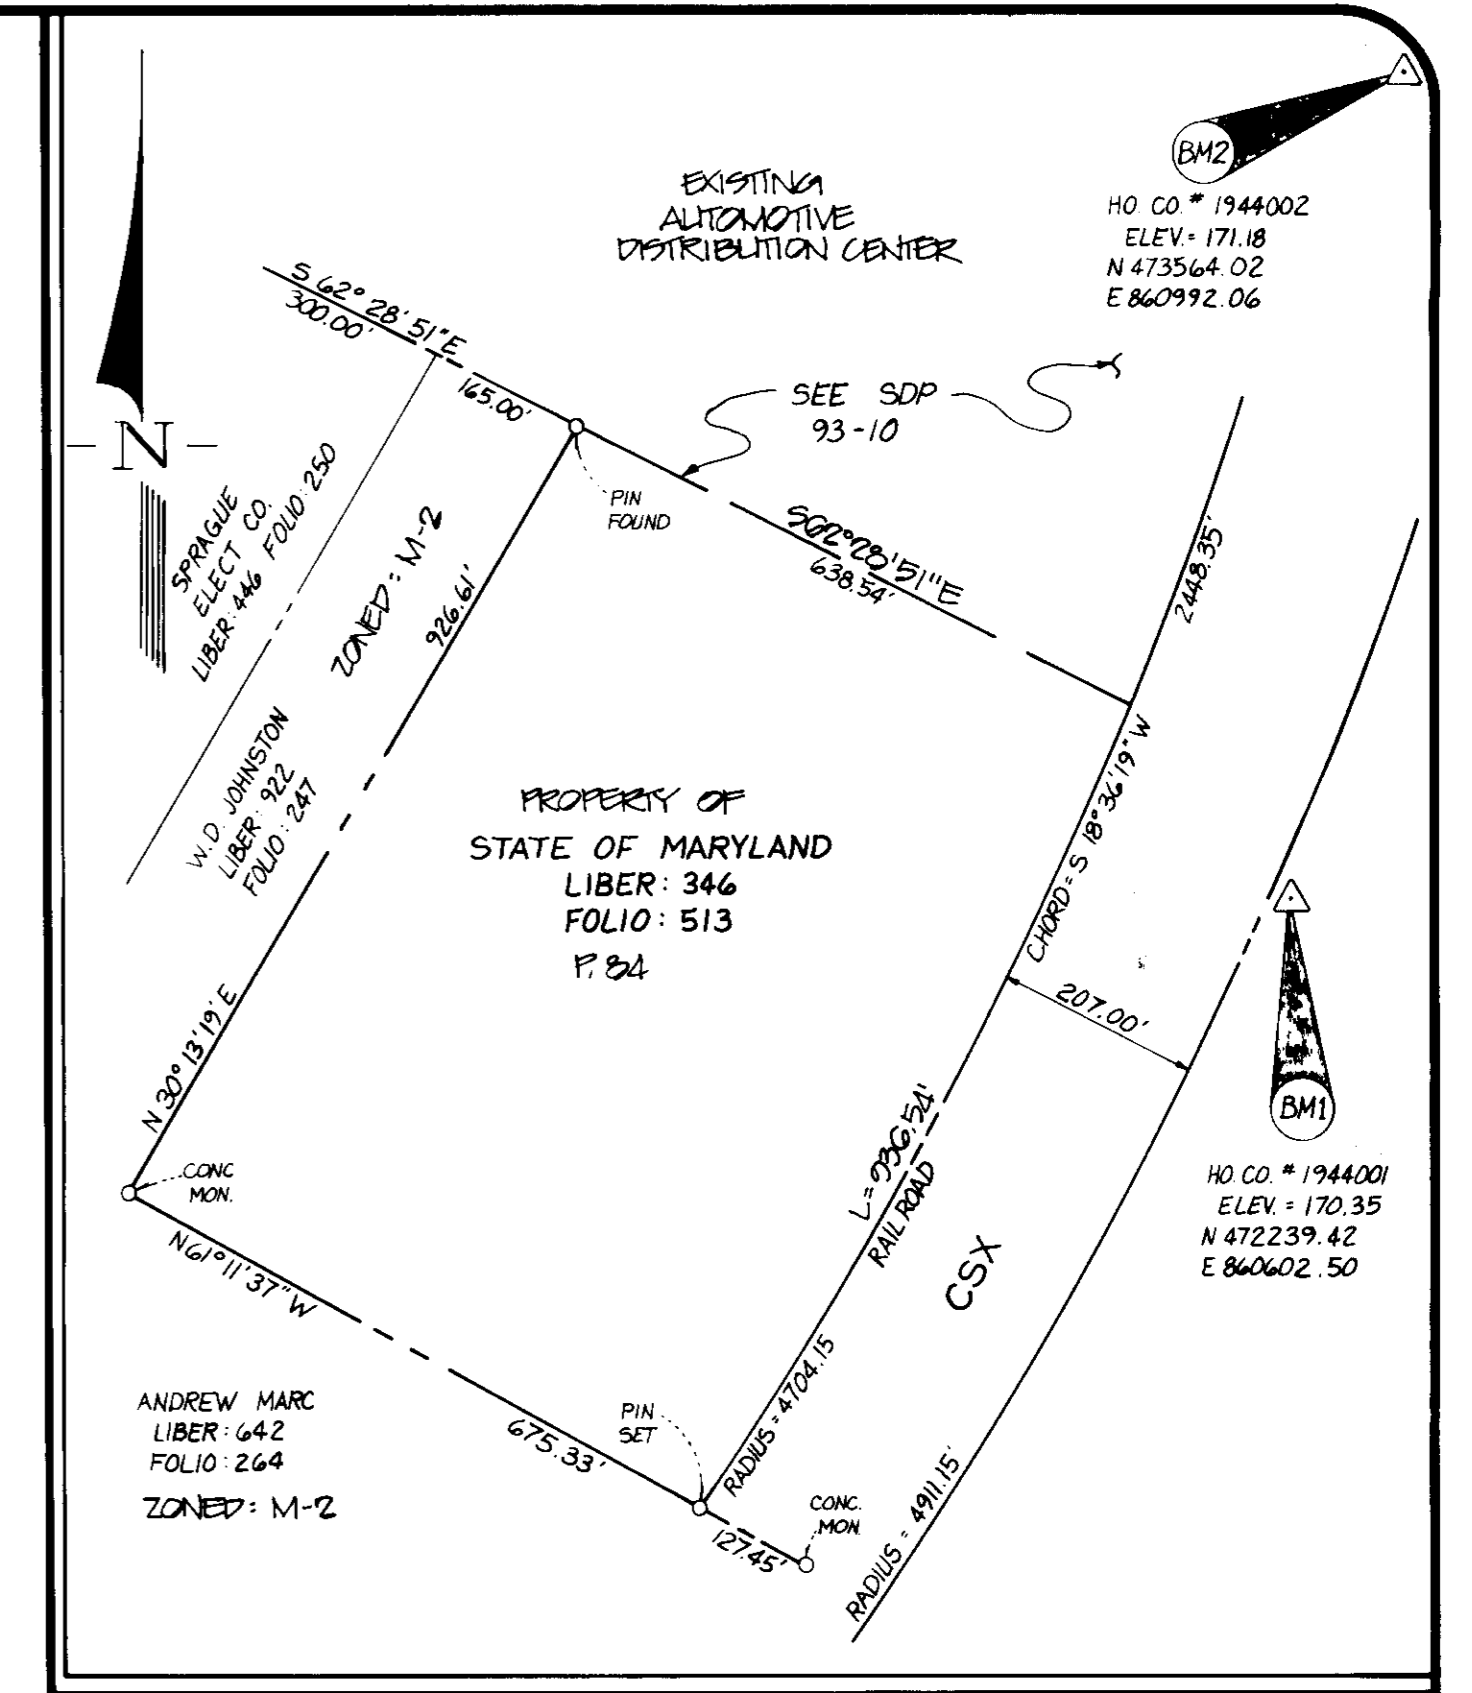 BM2
HO. CO. # 1944002
ELEV. = 171.18
N 473564.02
E 860992.06
EXISTING
AUTOMOTIVE
DISTRIBUTION CENTER
S 62° 28' 51" E
300.00'
165.00'
SEE SDP
93-10
N
PIN
FOUND
SPRAGUE
ELECT CO.
LIBER: 446 FOLIO: 250
ZONED: M-2
926.61'
S62°28'51"E
638.54'
2448.35'
W.D. JOHNSTON
LIBER: 922
FOLIO: 247
PROPERTY OF
STATE OF MARYLAND
LIBER: 346
FOLIO: 513
P. 84
CHORD = S 18° 36' 19" W
207.00'
BM1
HO. CO. # 1944001
ELEV. = 170.35
N 472239.42
E 860602.50
N 30° 13' 19' E
CONC
MON.
L = 936.54'
RAIL ROAD
CSX
N61°11'37"W
675.33'
ANDREW MARC
LIBER: 642
FOLIO: 264
ZONED: M-2
PIN
SET
RADIUS = 4704.15
127.45'
CONC.
MON.
RADIUS = 4911.15'